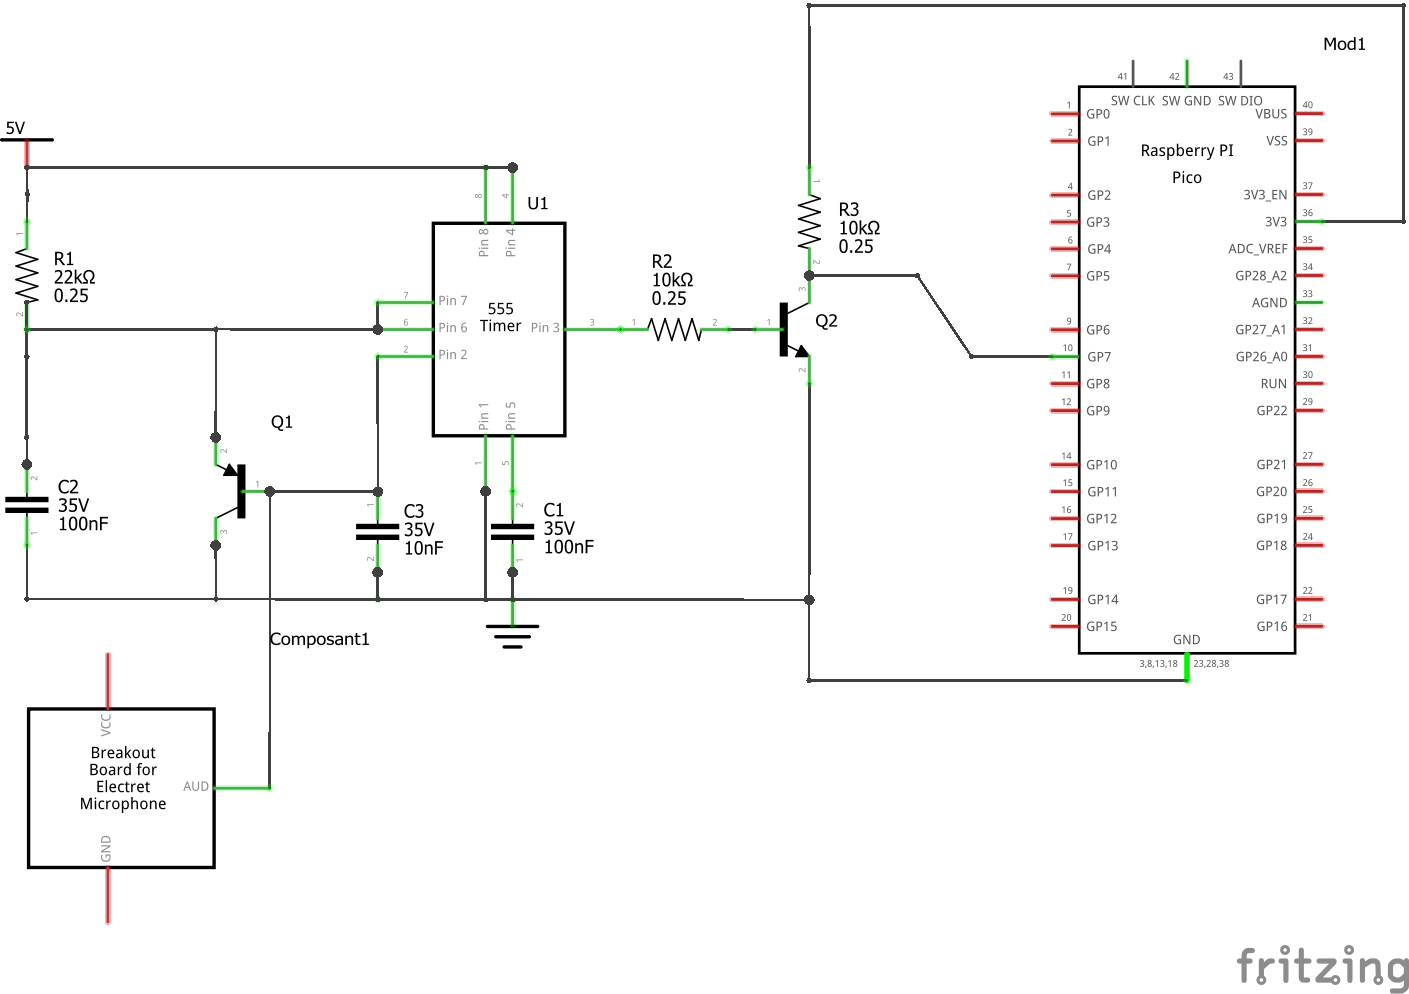 Mod1
41
42
43
SW CLK
SW GND
SW DIO
5V
Raspberry PI
Pico
1
GP0
2
GP1
4
GP2
5
GP3
6
GP4
7
GP5
9
GP6
10
GP7
11
GP8
12
GP9
14
GP10
15
GP11
16
GP12
17
GP13
19
GP14
20
GP15
VBUS
40
VSS
39
3V3_EN
37
3V3
36
ADC_VREF
35
GP28_A2
34
AGND
33
GP27_A1
32
GP26_A0
31
RUN
30
GP22
29
GP21
27
GP20
26
GP19
25
GP18
24
GP17
22
GP16
21
GND
3,8,13,18
23,28,38
U1
8
4
Pin 8
Pin 4
7
Pin 7
6
Pin 6
2
Pin 2
555
Timer
Pin 3
3
Pin 1
Pin 5
1
5
1
R1
22kΩ
0.25
2
R2
10kΩ
0.25
1
2
1
R3
10kΩ
0.25
2
3
Q2
1
2
Q1
2
1
3
C2
35V
100nF
2
1
C3
35V
10nF
1
2
C1
35V
100nF
2
1
Composant1
VCC
Breakout
Board for
Electret
Microphone
AUD
GND
fritzing